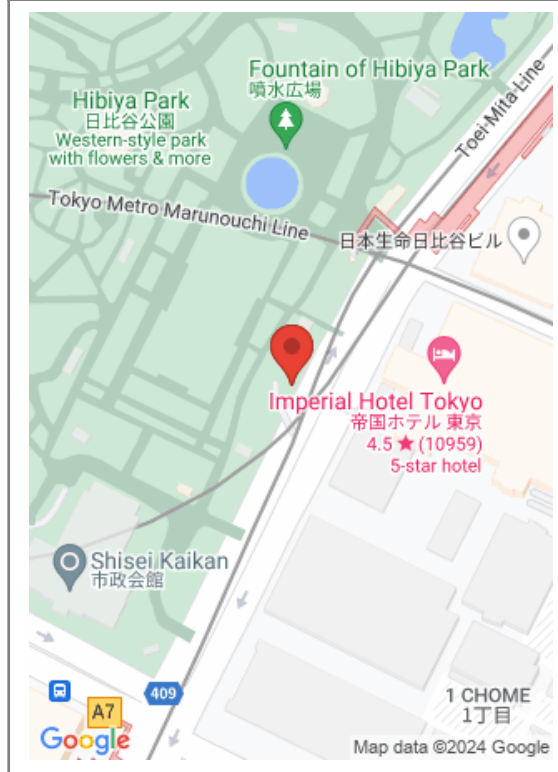 Fountain of Hibiya Park
噴水広場
Hibiya Park
日比谷公園
Western-style park
with flowers & more
Toei Mita Line
Tokyo Metro Marunouchi Line
日本生命日比谷ビル
Imperial Hotel Tokyo
帝国ホテル 東京
4.5 ★ (10959)
5-star hotel
Shisei Kaikan
市政会館
409
A7
1 CHOME
1丁目
Google
Map data ©2024 Google